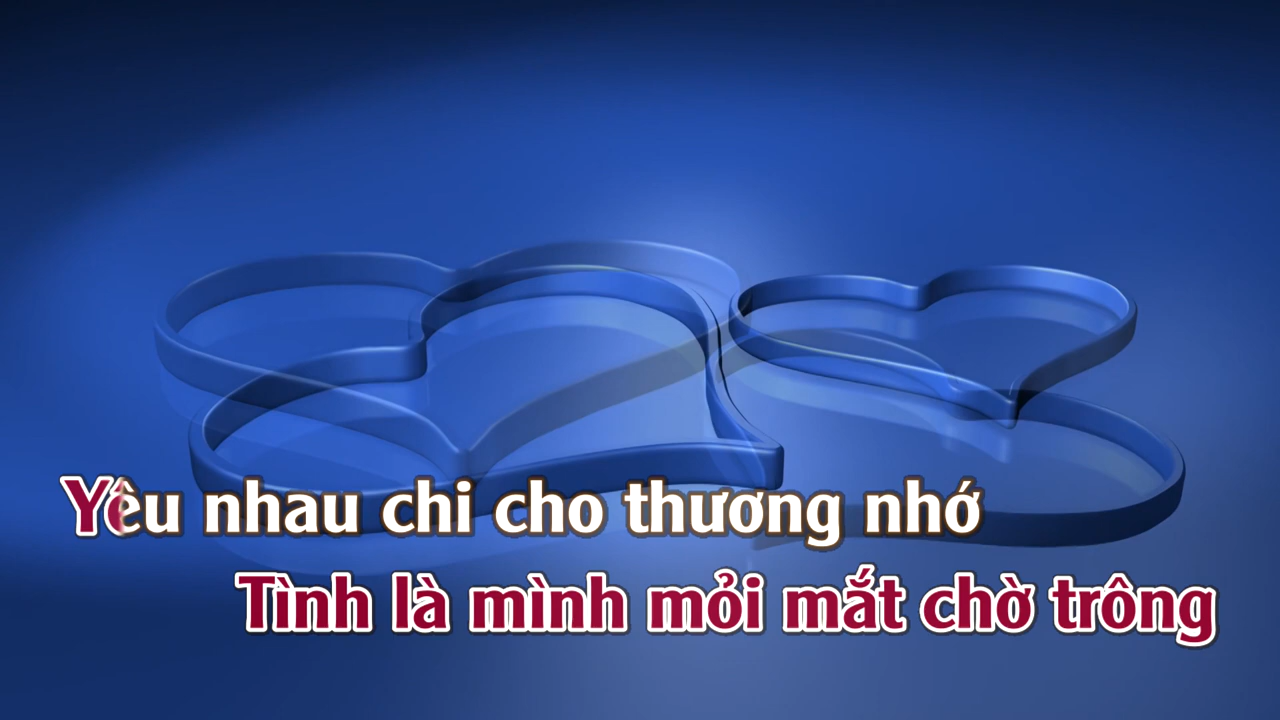 Yêu nhau chi cho thương nhớ
Tình là mình mỏi mắt chờ trông